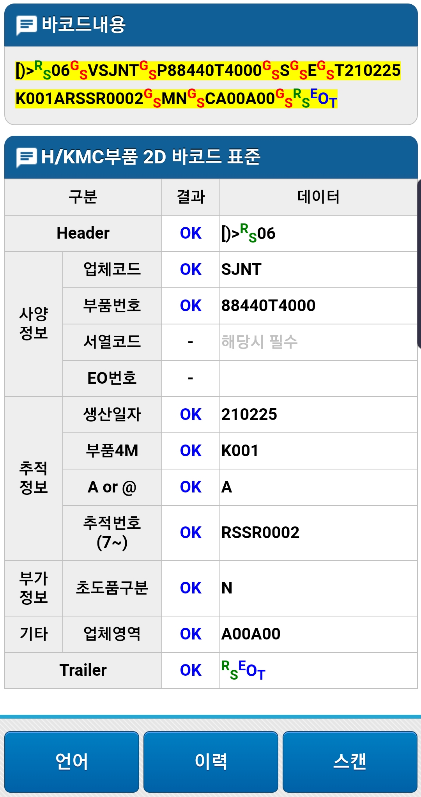 바코드내용
[)>RS06GSVSJNTGSP88440T4000GSSGSEGST210225
K001ARSSR0002GSMNGSCA00A00GSRSEOT
H/KMC부품 2D 바코드 표준
구분 결과 데이터
Header OK [)>RS06
사양
정보
업체코드 OK SJNT
부품번호 OK 88440T4000
서열코드 - 해당시 필수
EO번호 -
추적
정보
생산일자 OK 210225
부품4M OK K001
A or @ OK A
추적번호
(7~) OK RSSR0002
부가
정보
초도품구분 OK N
기타 업체영역 OK A00A00
Trailer OK RSEOT
언어 이력 스캔